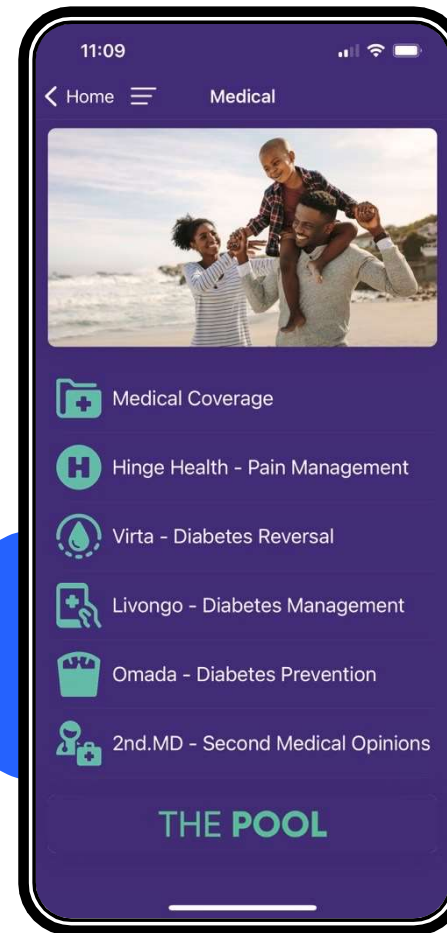 11:09
Home
Medical
Medical Coverage
H
Hinge Health - Pain Management
Virta - Diabetes Reversal
Livongo - Diabetes Management
Omada - Diabetes Prevention
2nd.MD - Second Medical Opinions
THE POOL